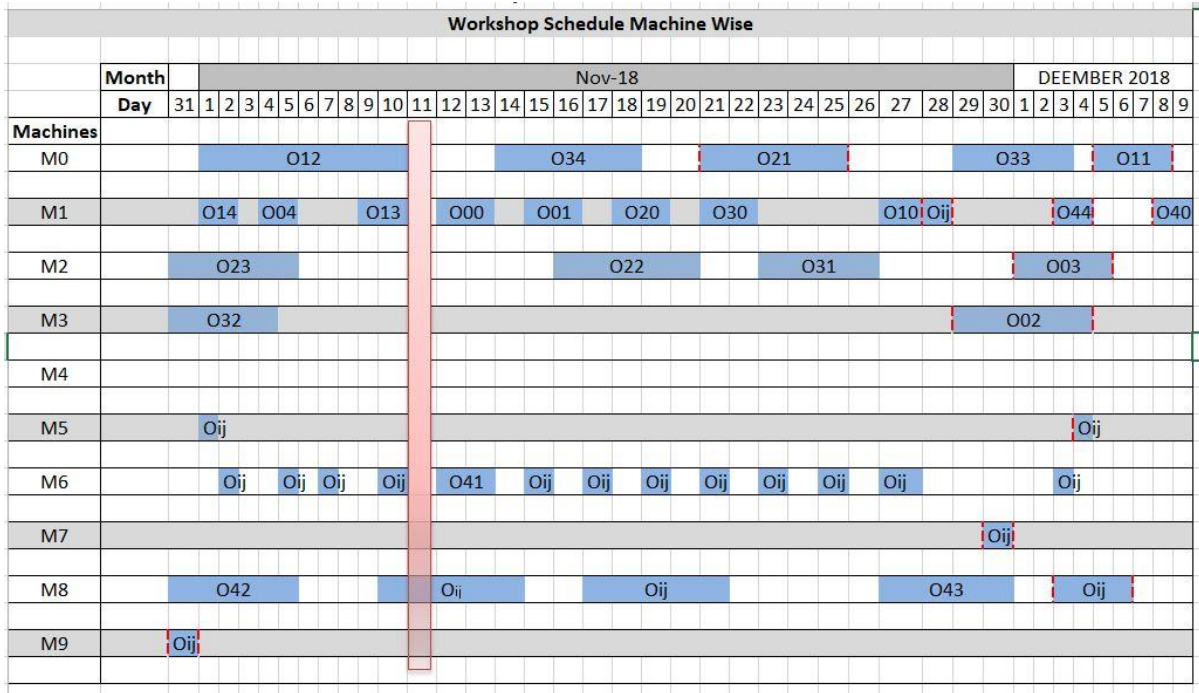 Workshop Schedule Machine Wise
Month Nov-18 DEEMBER 2018
Day 31 1 2 3 4 5 6 7 8 9 10 11 12 13 14 15 16 17 18 19 20 21 22 23 24 25 26 27 28 29 30 1 2 3 4 5 6 7 8 9
Machines
M0 O12 O34 O21 O33 O11
M1 O14 O04 O13 O00 O01 O20 O30 O10 Oij O44 O40
M2 O23 O22 O31 O03
M3 O32 O02
M4
M5 Oij Oij
M6 Oij Oij Oij Oij O41 Oij Oij Oij Oij Oij Oij Oij Oij
M7 Oij
M8 O42 Oij Oij O43 Oij
M9 Oij